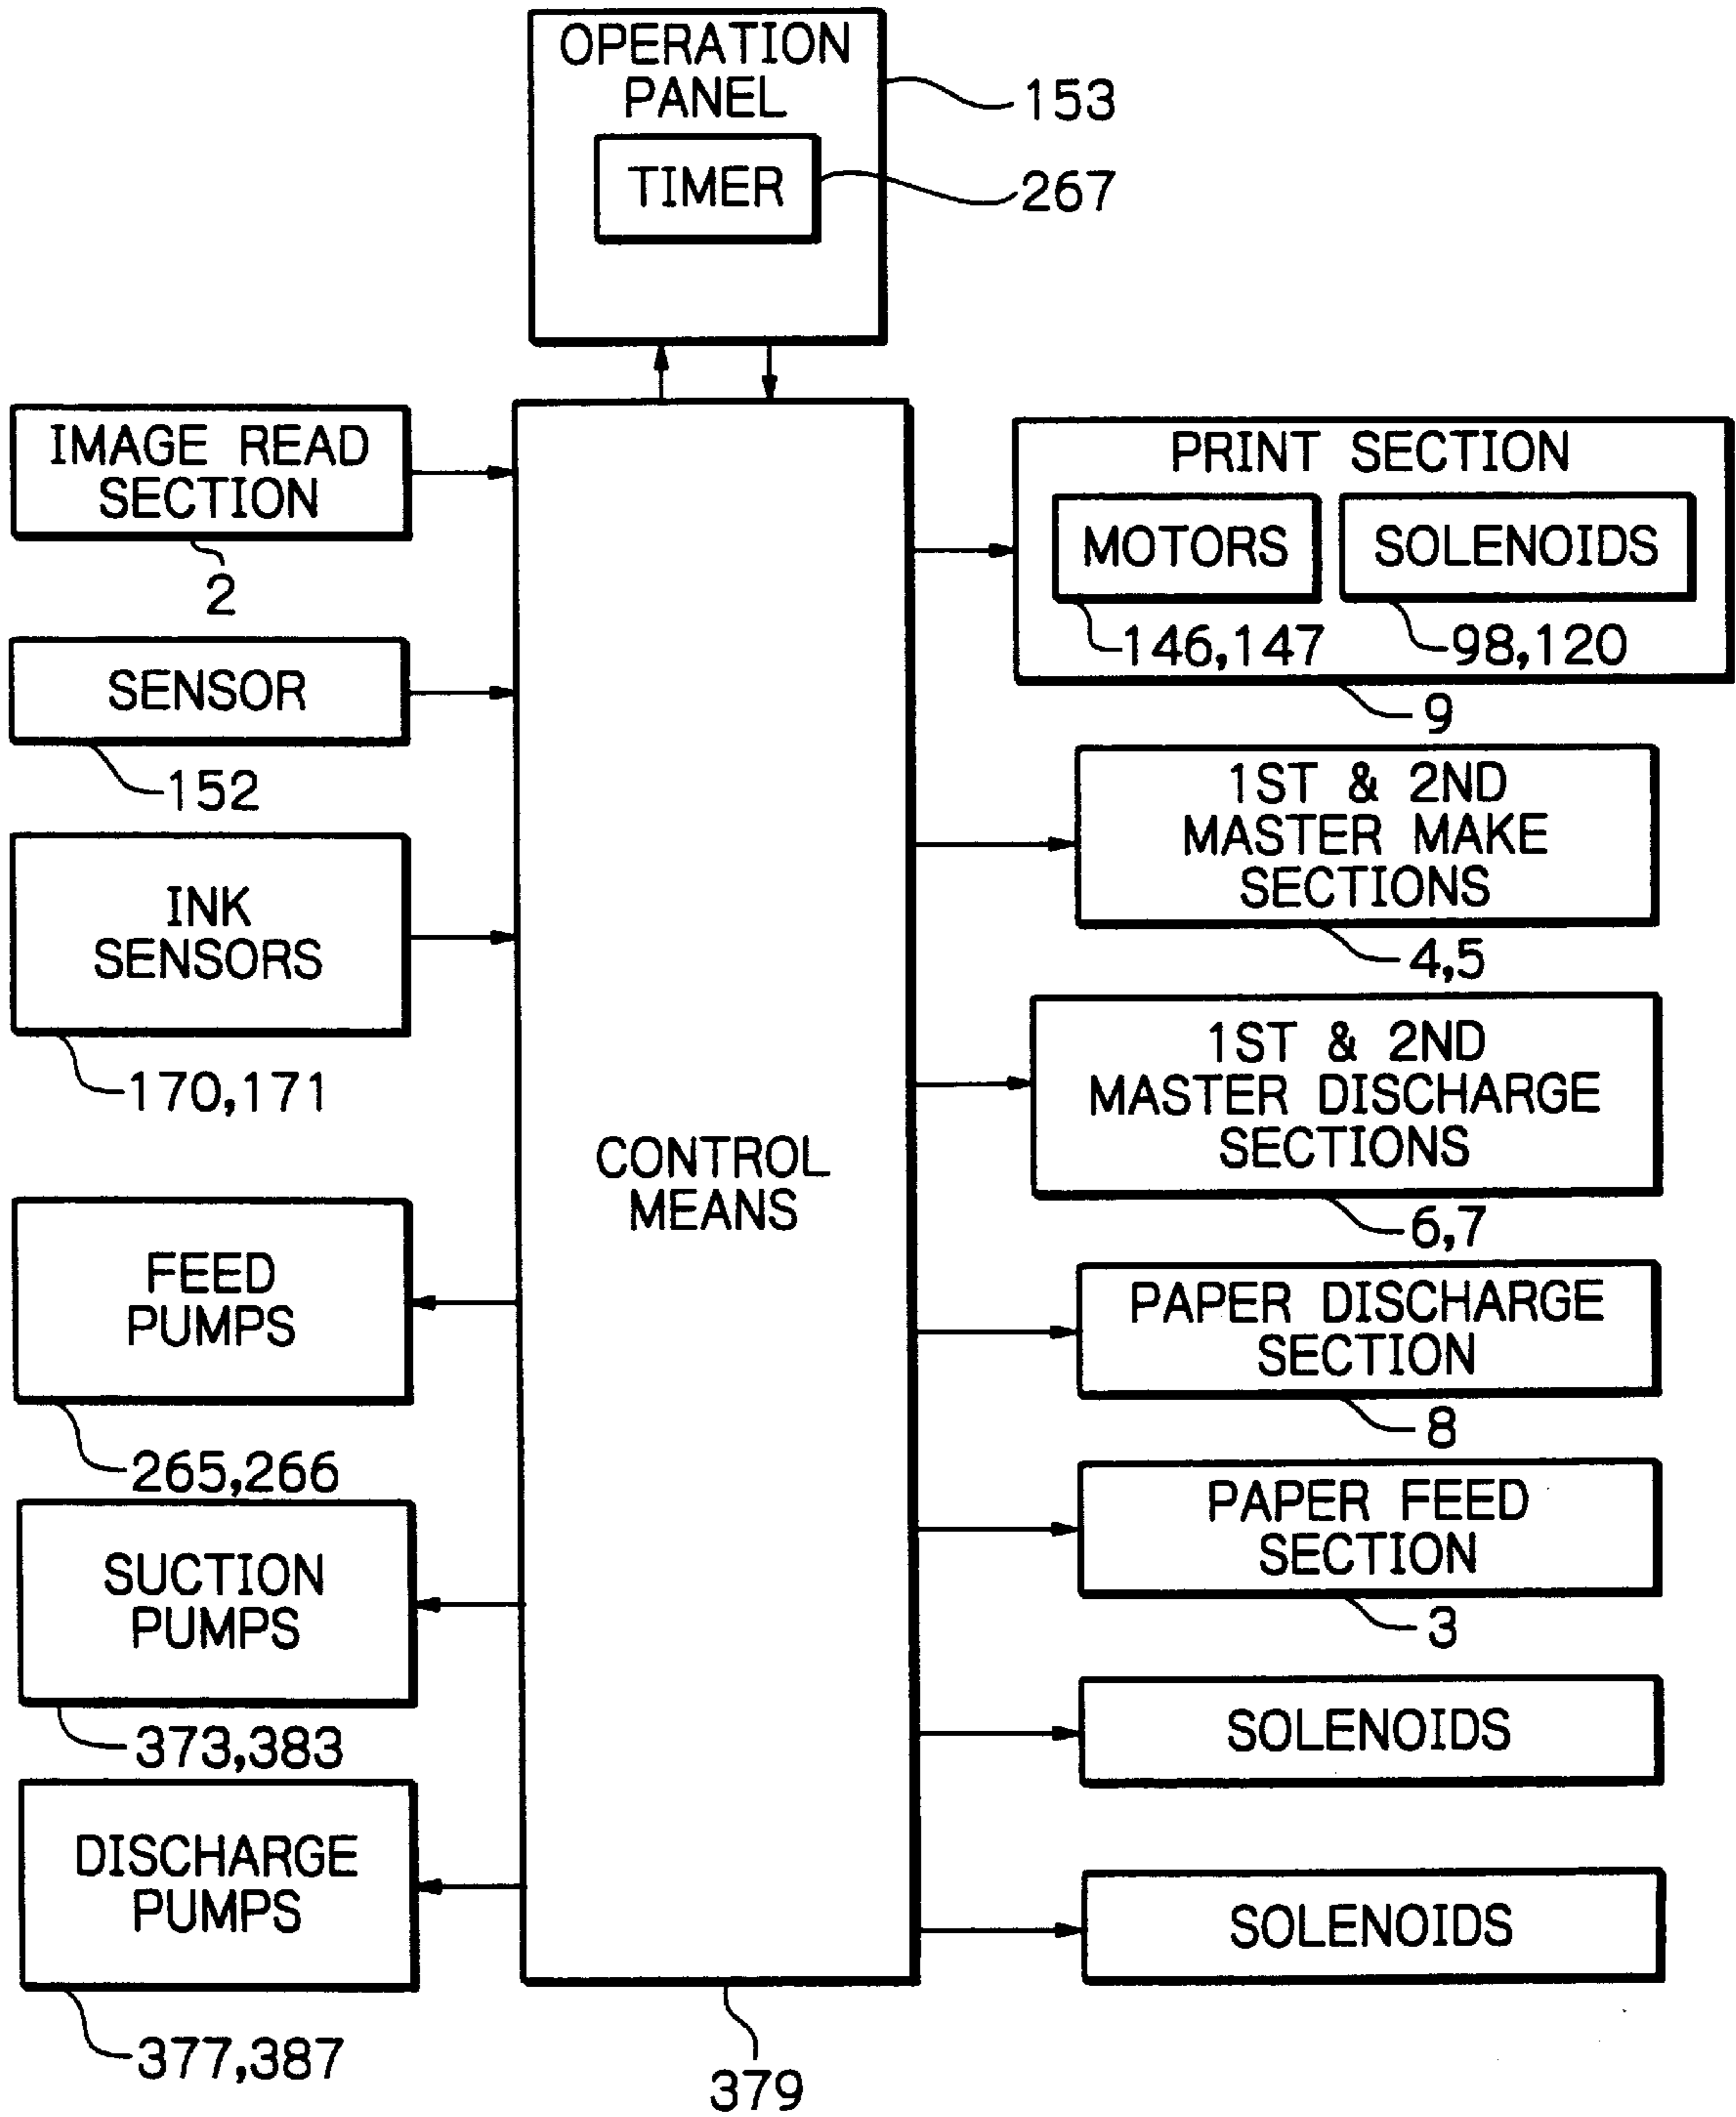 OPERATION
PANEL
153
TIMER
267
IMAGE READ
SECTION
2
SENSOR
152
INK
SENSORS
170,171
FEED
PUMPS
265,266
SUCTION
PUMPS
373,383
DISCHARGE
PUMPS
377,387
CONTROL
MEANS
379
PRINT SECTION
MOTORS
SOLENOIDS
146,147
98,120
9
1ST & 2ND
MASTER MAKE
SECTIONS
4,5
1ST & 2ND
MASTER DISCHARGE
SECTIONS
6,7
PAPER DISCHARGE
SECTION
8
PAPER FEED
SECTION
3
SOLENOIDS
SOLENOIDS